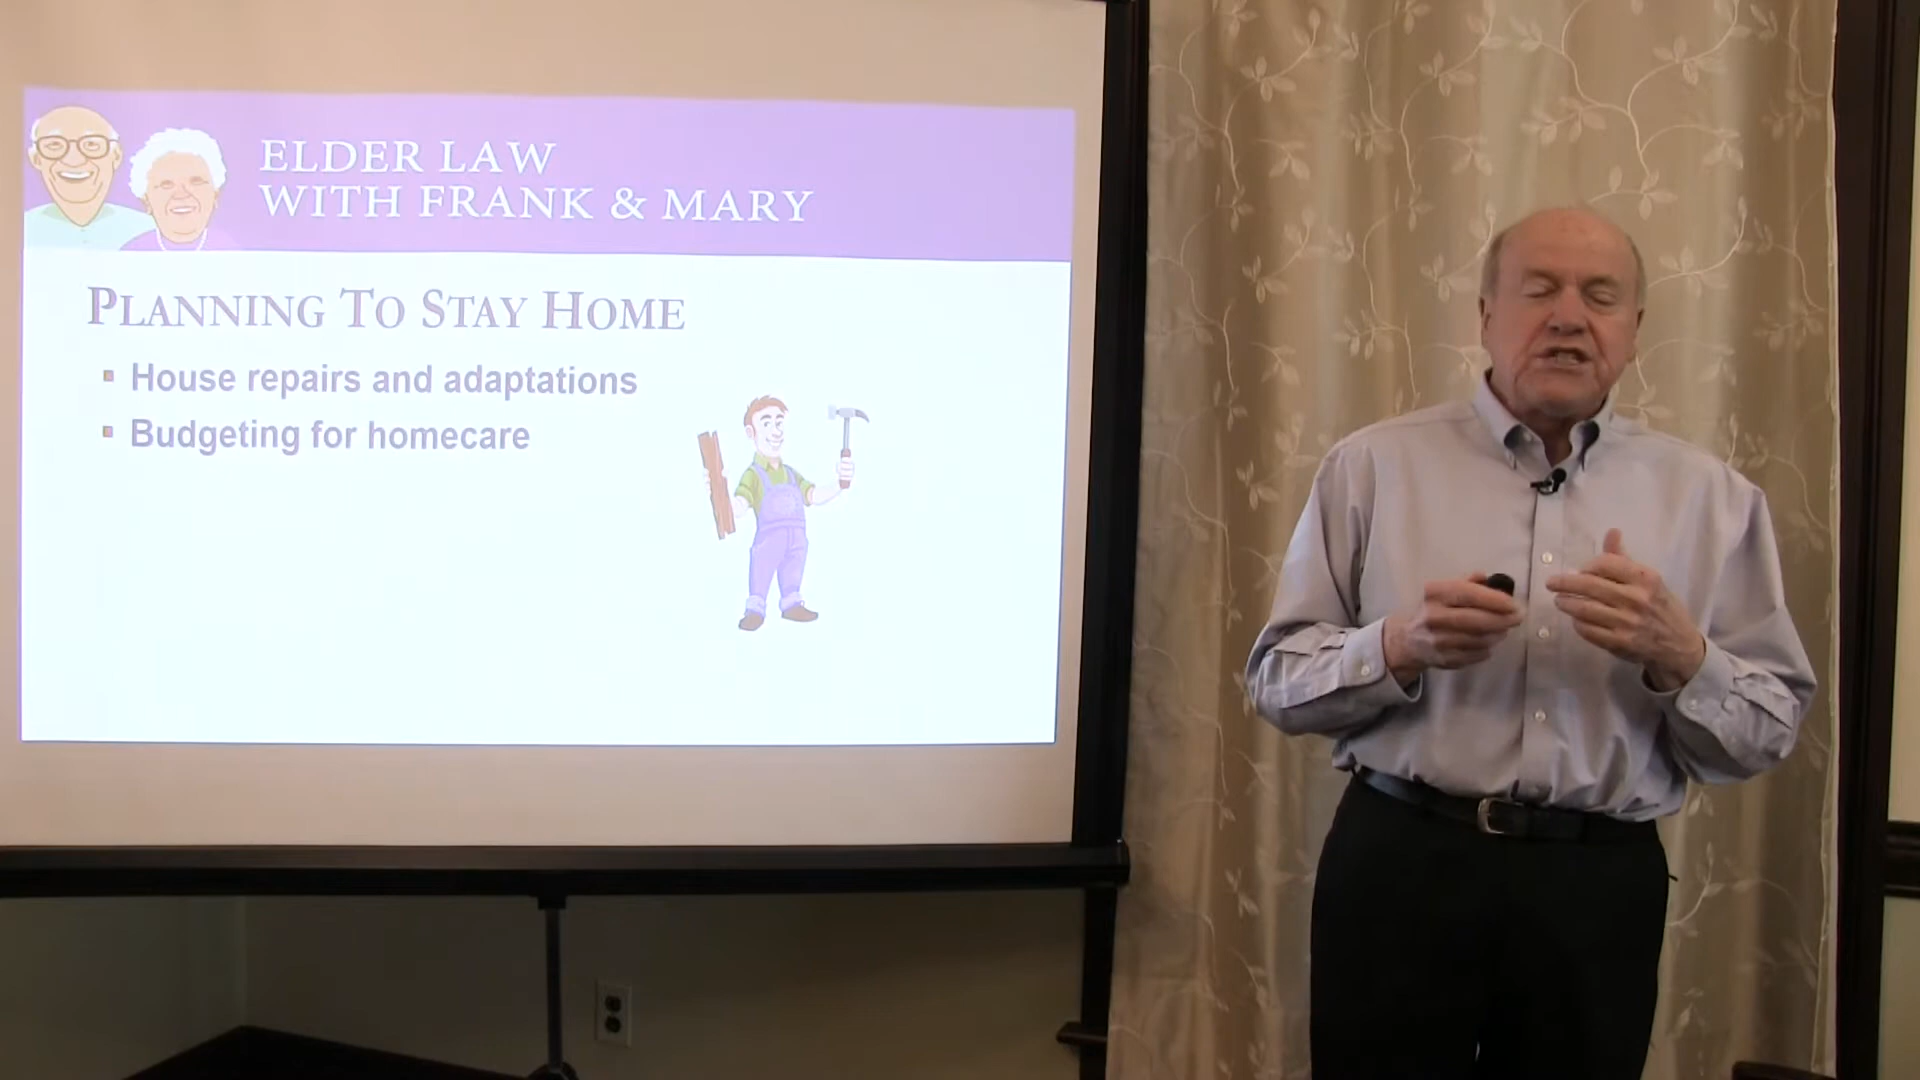 ELDER LAW
WITH FRANK & MARY
PLANNING TO STAY HOME
House repairs and adaptations
Budgeting for homecare